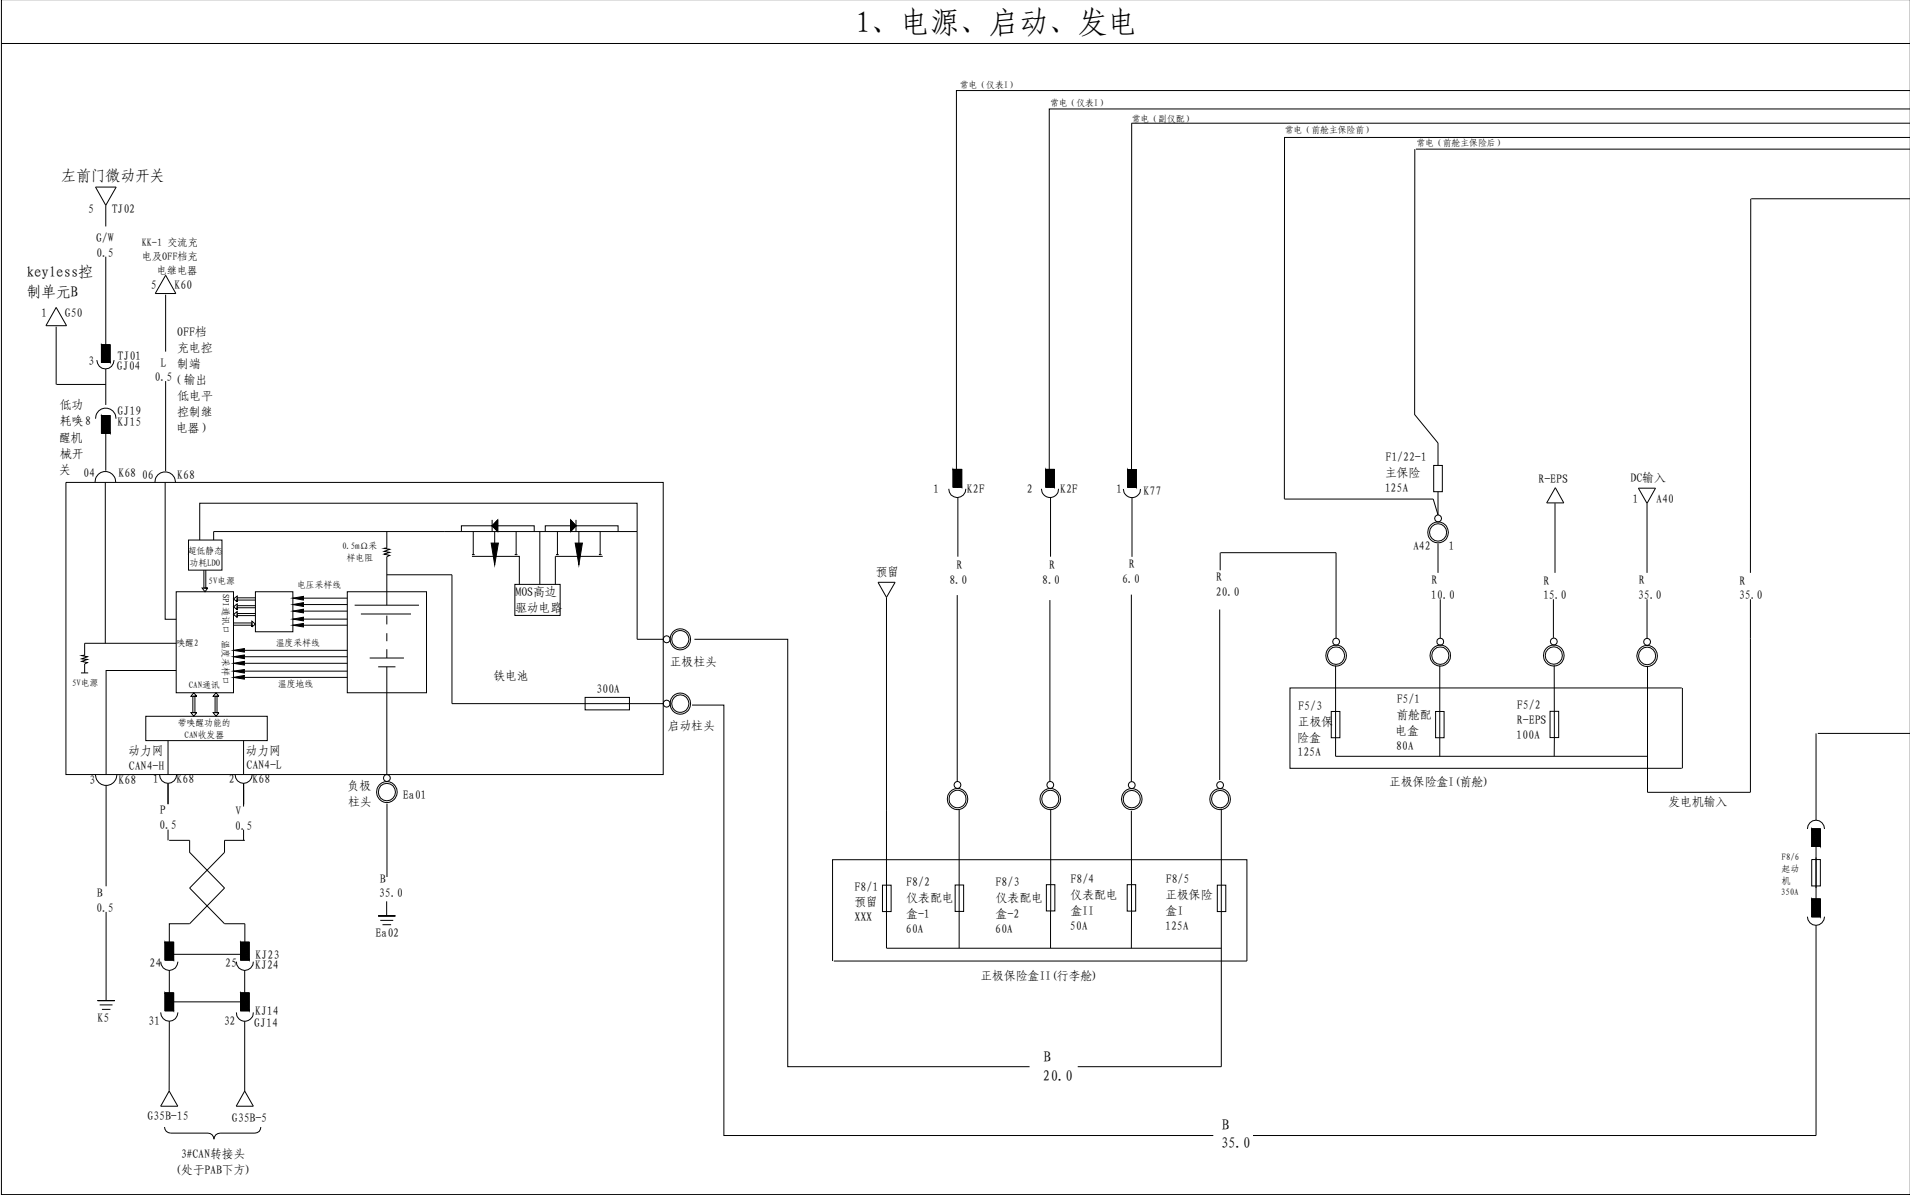 1、电源、启动、发电
常电（仪表I）
常电（仪表I）
常电（副仪配）
常电（前舱主保险前）
常电（前舱主保险后）
左前门微动开关
5
TJ02
G/W
0.5
KK-1 交流充
电及OFF档充
电继电器
5
K60
keyless控
制单元B
1
G50
OFF档
充电控
制端
（输出
低电平
控制继
电器）
L
0.5
3
TJ01
GJ04
低功
耗唤
醒机
械开
关
8
GJ19
KJ15
04
K68
06
K68
超低静态
功耗LDO
5V电源
0.5mΩ采
样电阻
MOS高边
驱动电路
电压采样线
SPI通讯口
唤醒2
温度采样口
温度采样线
CAN通讯
温度地线
5V电源
带唤醒功能的
CAN收发器
铁电池
300A
正极柱头
启动柱头
动力网
CAN4-H
动力网
CAN4-L
3
K68
1
K68
2
K68
负极
柱头
Ea01
P
0.5
V
0.5
B
0.5
B
35.0
Ea02
24
25
KJ23
KJ24
31
32
KJ14
GJ14
K5
G35B-15
G35B-5
3#CAN转接头
(处于PAB下方)
1
K2F
2
K2F
1
K77
R
8.0
R
8.0
R
6.0
R
20.0
预留
F8/1
预留
XXX
F8/2
仪表配电
盒-1
60A
F8/3
仪表配电
盒-2
60A
F8/4
仪表配电
盒II
50A
F8/5
正极保险
盒I
125A
正极保险盒II(行李舱)
B
20.0
B
35.0
F1/22-1
主保险
125A
A42
1
R-EPS
DC输入
1
A40
R
10.0
R
15.0
R
35.0
R
35.0
F5/3
正极保
险盒
125A
F5/1
前舱配
电盒
80A
F5/2
R-EPS
100A
正极保险盒I(前舱)
发电机输入
F8/6
起动
机
350A